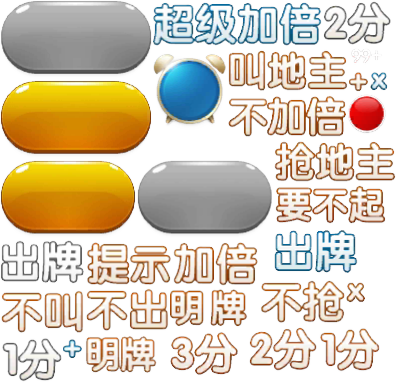 超级加倍 2分
99+
叫地主 + ×
不加倍
抢地主
要不起
出牌 提示 加倍 出牌
不叫 不出 明牌 不抢 ×
1分 + 明牌 3分 2分 1分